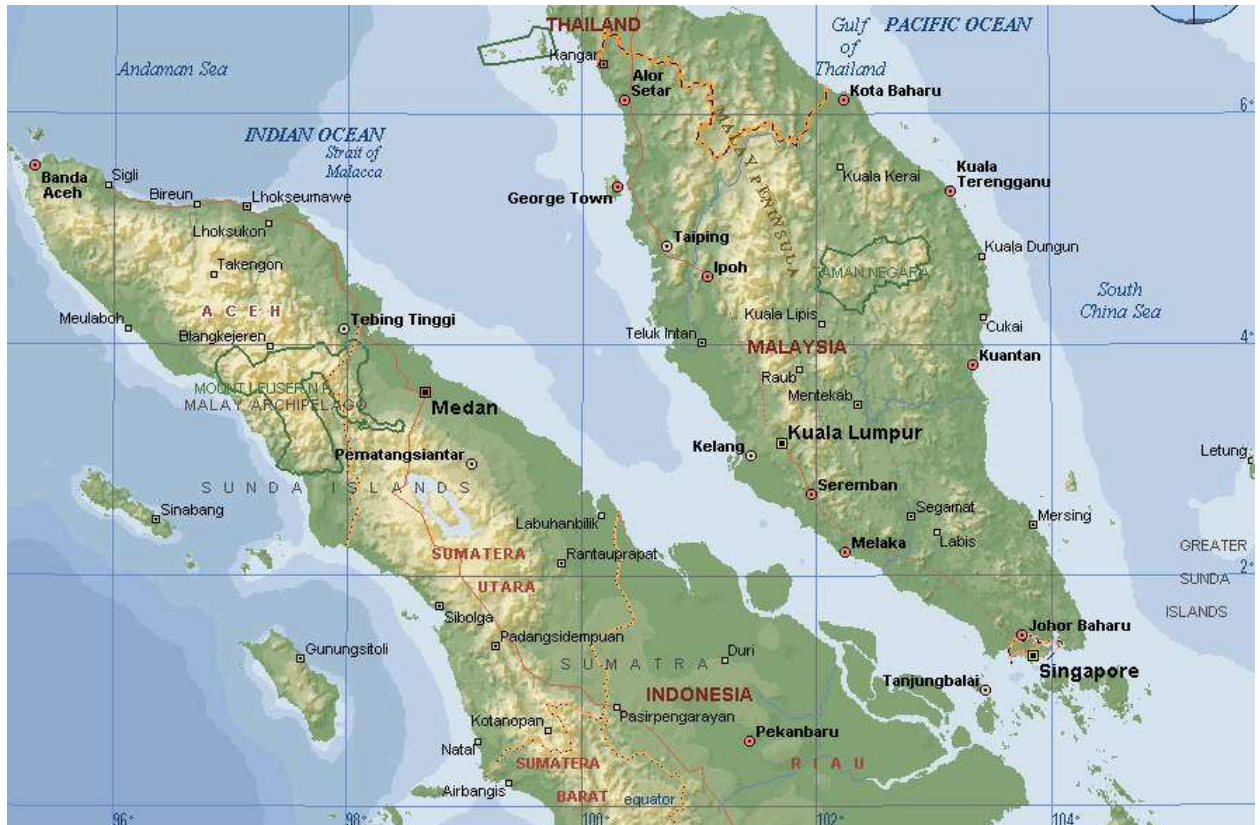 THAILAND
Gulf
of
Thailand
PACIFIC OCEAN
Kangar
Andaman Sea
Alor
Setar
Kota Baharu
6°
INDIAN OCEAN
Strait of
Malacca
MALAY PENINSULA
Banda
Aceh
Sigli
Bireun
Lhokseumawe
Lhoksukon
George Town
Kuala Kerai
Kuala
Terengganu
Taiping
Ipoh
Kuala Dungun
TAMAN NEGARA
Takengon
ACEH
Meulaboh
Tebing Tinggi
Blangkejeren
Teluk Intan
Kuala Lipis
Cukai
South
China Sea
4°
MALAYSIA
Kuantan
Raub
Mentekab
MOUNT LEUSER N.P.
MALAY ARCHIPELAGO
Medan
Kuala Lumpur
Kelang
Letung
Pematangsiantar
SUNDA ISLANDS
Seremban
Sinabang
Labuhanbilik
Segamat
Labis
Mersing
Melaka
GREATER
SUNDA
ISLANDS
SUMATERA
UTARA
Rantauprapat
2°
Sibolga
Padangsidempuan
Gunungsitoli
SUMATRA
Duri
Johor Baharu
Singapore
Tanjungbalai
INDONESIA
Pasirpengarayan
Kotanopan
Natal
Pekanbaru
SUMATERA
BARAT
RIAU
Airbangis
equator
96°
98°
100°
102°
104°